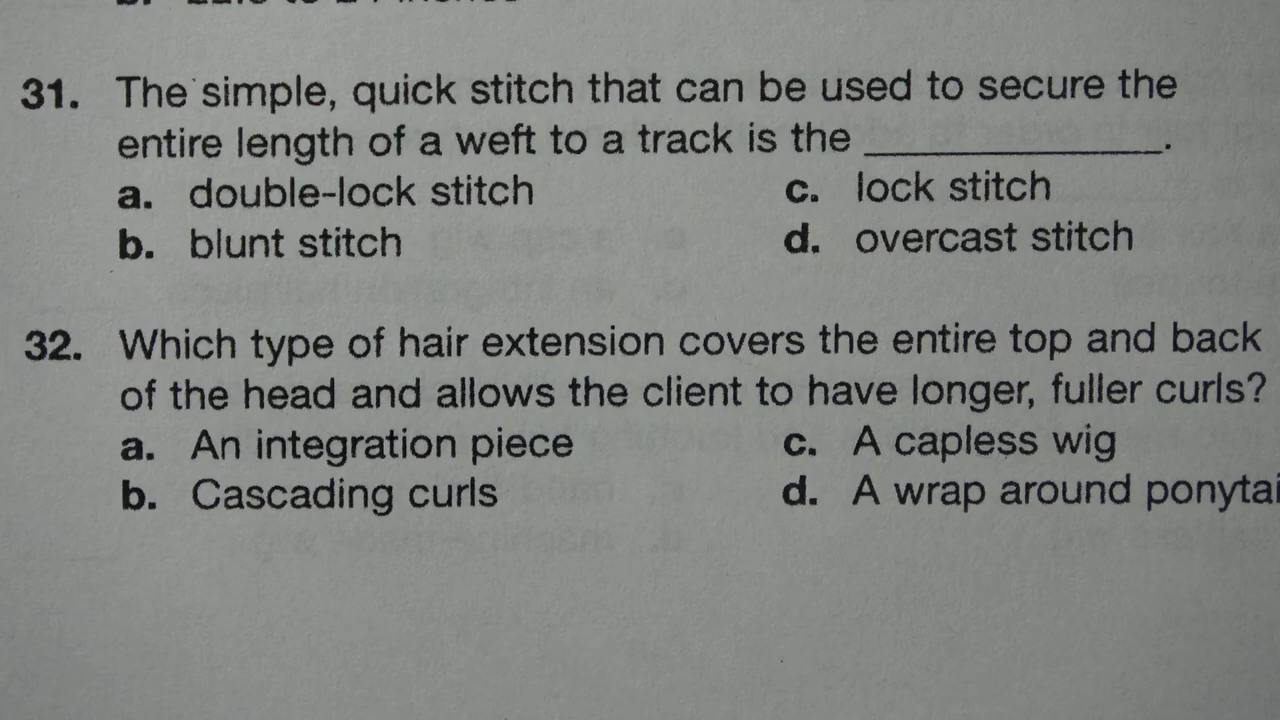 31. The simple, quick stitch that can be used to secure the
entire length of a weft to a track is the ______________.
a. double-lock stitch c. lock stitch
b. blunt stitch d. overcast stitch
32. Which type of hair extension covers the entire top and back
of the head and allows the client to have longer, fuller curls?
a. An integration piece c. A capless wig
b. Cascading curls d. A wrap around ponytai